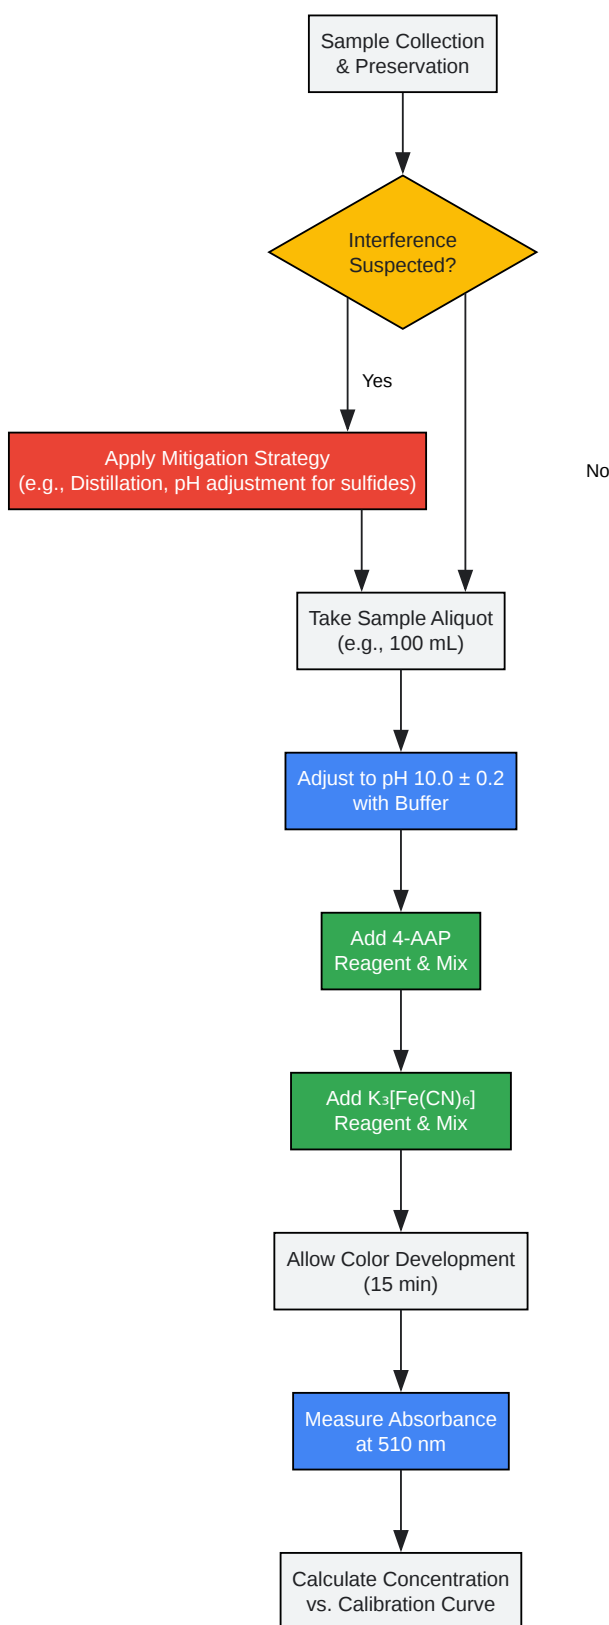 Sample Collection
& Preservation
Interference
Suspected?
Yes
Apply Mitigation Strategy
(e.g., Distillation, pH adjustment for sulfides)
No
Take Sample Aliquot
(e.g., 100 mL)
Adjust to pH 10.0 ± 0.2
with Buffer
Add 4-AAP
Reagent & Mix
Add K₃[Fe(CN)₆]
Reagent & Mix
Allow Color Development
(15 min)
Measure Absorbance
at 510 nm
Calculate Concentration
vs. Calibration Curve